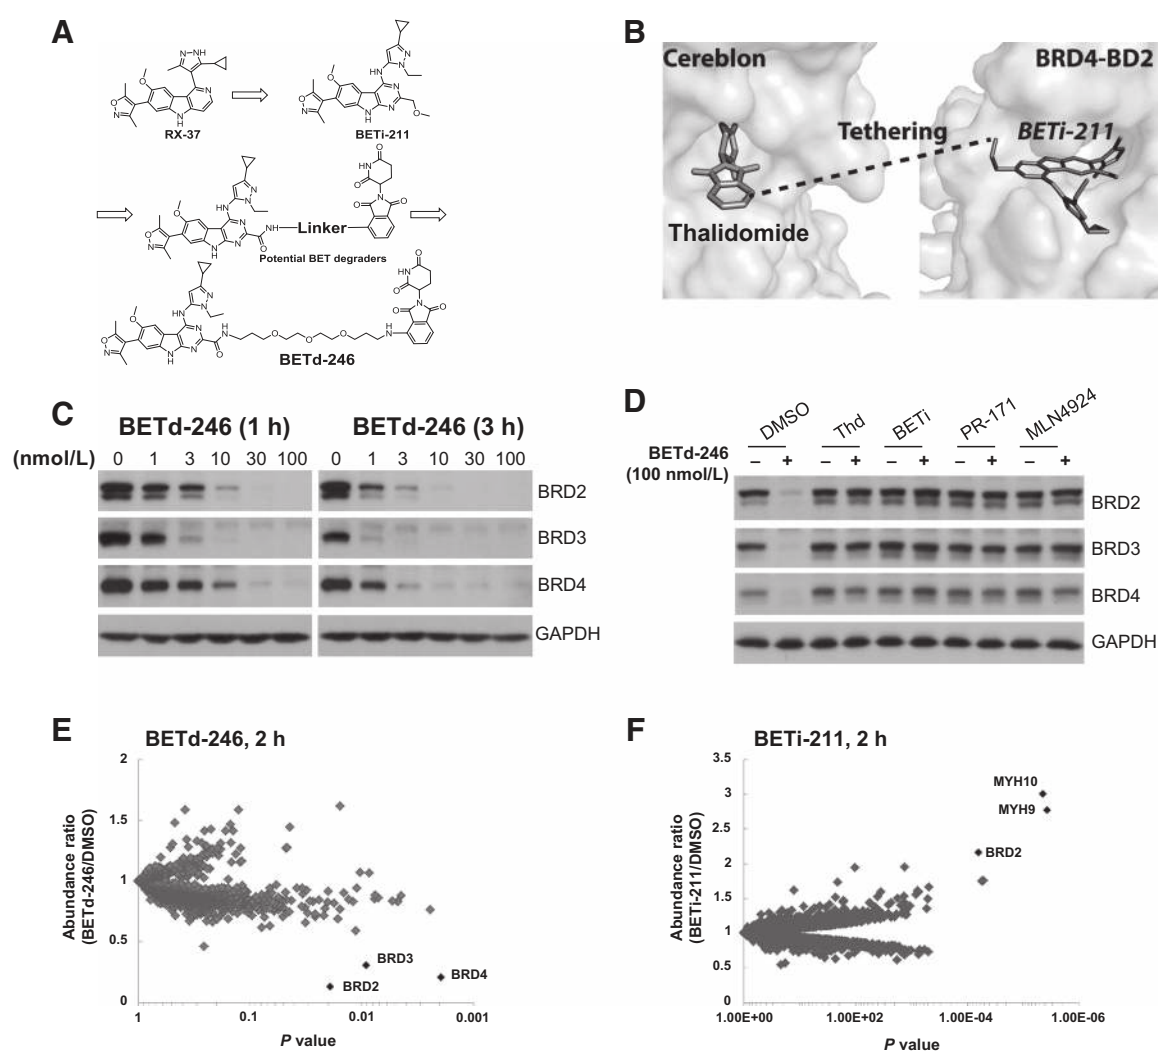 A
RX-37
BETi-211
Linker
Potential BET degraders
BETd-246
B
Cereblon
BRD4-BD2
Tethering
BETi-211
Thalidomide
C
BETd-246 (1 h)
BETd-246 (3 h)
(nmol/L) 0 1 3 10 30 100 0 1 3 10 30 100
BRD2
BRD3
BRD4
GAPDH
D
DMSO Thd BETi PR-171 MLN4924
BETd-246
(100 nmol/L)
– + – + – + – + – +
BRD2
BRD3
BRD4
GAPDH
E
BETd-246, 2 h
Abundance ratio
(BETd-246/DMSO)
2
1.5
1
0.5
0
BRD3
BRD4
BRD2
1 0.1 0.01 0.001
P value
F
BETi-211, 2 h
Abundance ratio
(BETi-211/DMSO)
3.5
3
2.5
2
1.5
1
0.5
0
MYH10
MYH9
BRD2
1.00E+00 1.00E+02 1.00E-04 1.00E-06
P value